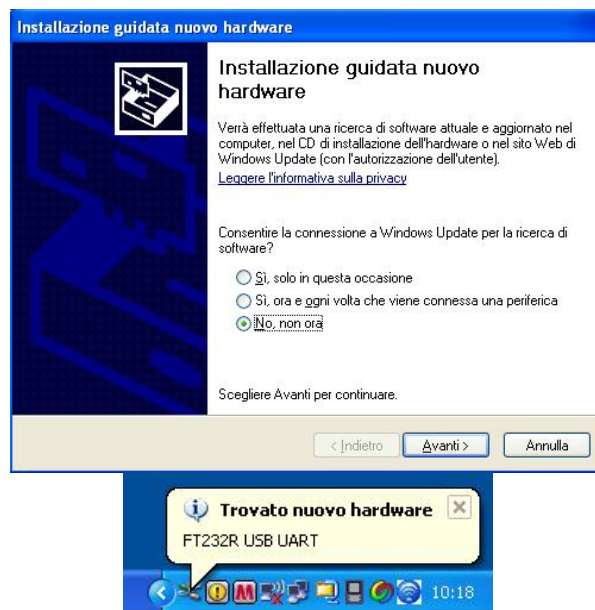 Installazione guidata nuovo hardware
Installazione guidata nuovo
hardware
Verrà effettuata una ricerca di software attuale e aggiornato nel
computer, nel CD di installazione dell'hardware o nel sito Web di
Windows Update (con l'autorizzazione dell'utente).
Leggere l'informativa sulla privacy
Consentire la connessione a Windows Update per la ricerca di
software?
Sì, solo in questa occasione
Sì, ora e ogni volta che viene connessa una periferica
No, non ora
Scegliere Avanti per continuare.
< Indietro Avanti > Annulla
Trovato nuovo hardware
FT232R USB UART
10:18